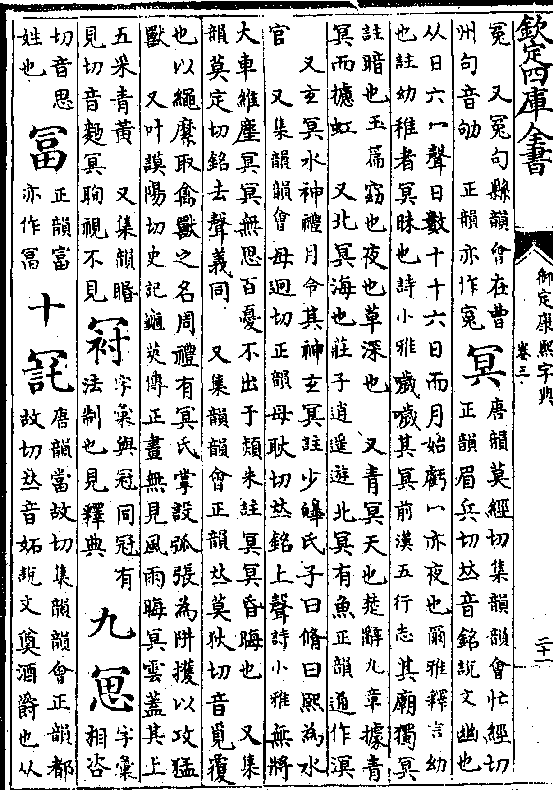 欽定四庫全書
御定康熙字典
卷三
二十一
冤 又冤句縣韻會在曹
州句音劬 正韻亦作寃
冥
唐韻莫經切集韻韻會忙經切
正韻眉兵切𠀤音銘說文幽也
从日六冖聲日數十十六日而月始虧冖亦夜也爾雅釋言幼
也註幼稚者冥昧也詩小雅噦噦其冥前漢五行志其廟獨冥
註暗也玉篇窈也夜也草深也 又青冥天也楚辭九章據青
冥而攄虹 又北冥海也莊子逍遙遊北冥有魚正韻通作溟
又玄冥水神禮月令其神玄冥註少皥氏子曰脩曰熙為水
官 又集韻韻會母迥切正韻母耿切𠀤銘上聲詩小雅無將
大車維塵冥冥無思百憂不出于熲朱註冥冥昏晦也 又集
韻莫定切銘去聲義同 又集韻韻會正韻𠀤莫狄切音覓覆
也以繩縻取禽獸之名周禮有冥氏掌設弧張為阱擭以攻猛
獸 又叶謨陽切史記龜莢傳正晝無見風雨晦冥雲蓋其上
五采青黃 又集韻
見切音麵冥眴視不見
字彙與冠同冠有
法制也見釋典
九
字彙
相咨
切音思
姓也
冨
正韻富
亦作冨
十
唐韻當故切集韻韻會正韻都
故切𠀤音妬說文奠酒爵也从